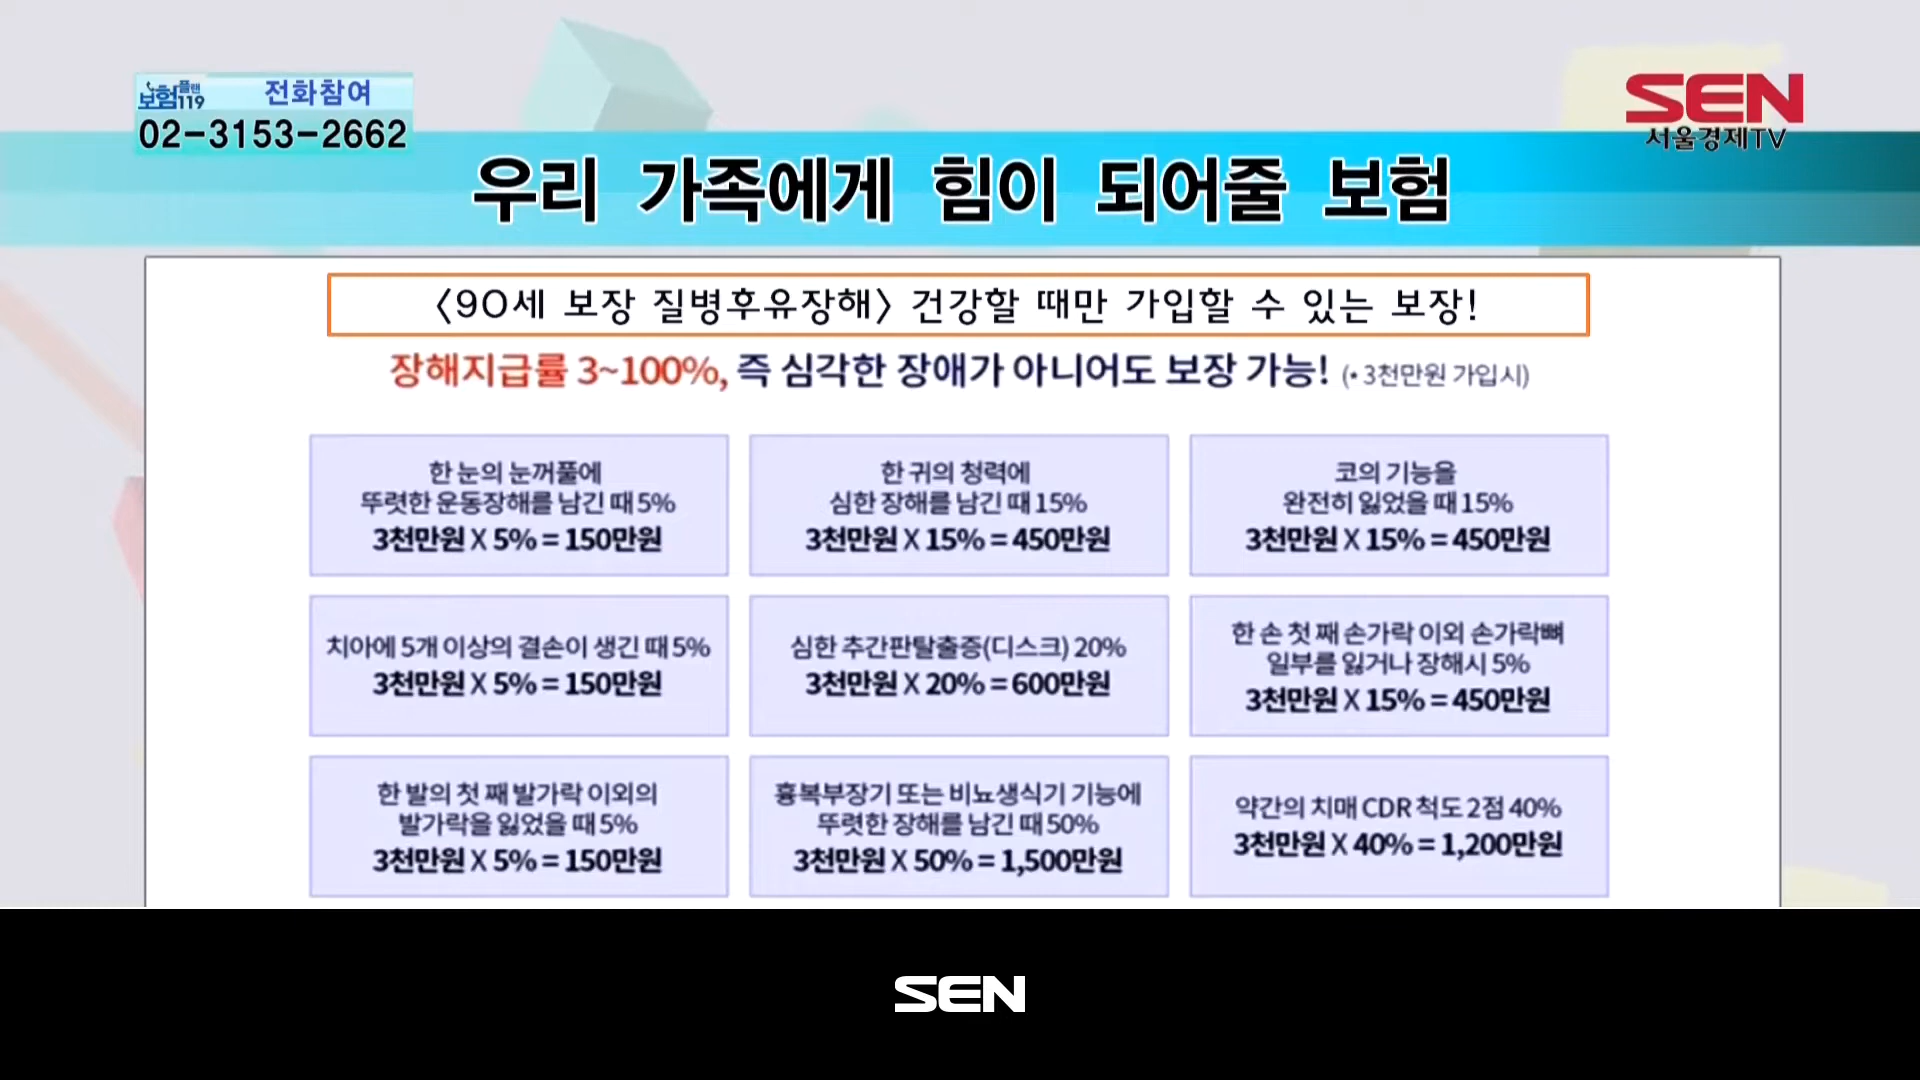 보험플랜119 전화참여
02-3153-2662
SEN
서울경제TV
우리 가족에게 힘이 되어줄 보험
<90세 보장 질병후유장해> 건강할 때만 가입할 수 있는 보장!
장해지급률 3~100%, 즉 심각한 장애가 아니어도 보장 가능! (• 3천만원 가입시)
한 눈의 눈꺼풀에
뚜렷한 운동장해를 남긴 때 5%
3천만원 X 5% = 150만원
한 귀의 청력에
심한 장해를 남긴 때 15%
3천만원 X 15% = 450만원
코의 기능을
완전히 잃었을 때 15%
3천만원 X 15% = 450만원
치아에 5개 이상의 결손이 생긴 때 5%
3천만원 X 5% = 150만원
심한 추간판탈출증(디스크) 20%
3천만원 X 20% = 600만원
한 손 첫 째 손가락 이외 손가락뼈
일부를 잃거나 장해시 5%
3천만원 X 15% = 450만원
한 발의 첫 째 발가락 이외의
발가락을 잃었을 때 5%
3천만원 X 5% = 150만원
흉복부장기 또는 비뇨생식기 기능에
뚜렷한 장해를 남긴 때 50%
3천만원 X 50% = 1,500만원
약간의 치매 CDR 척도 2점 40%
3천만원 X 40% = 1,200만원
SEN